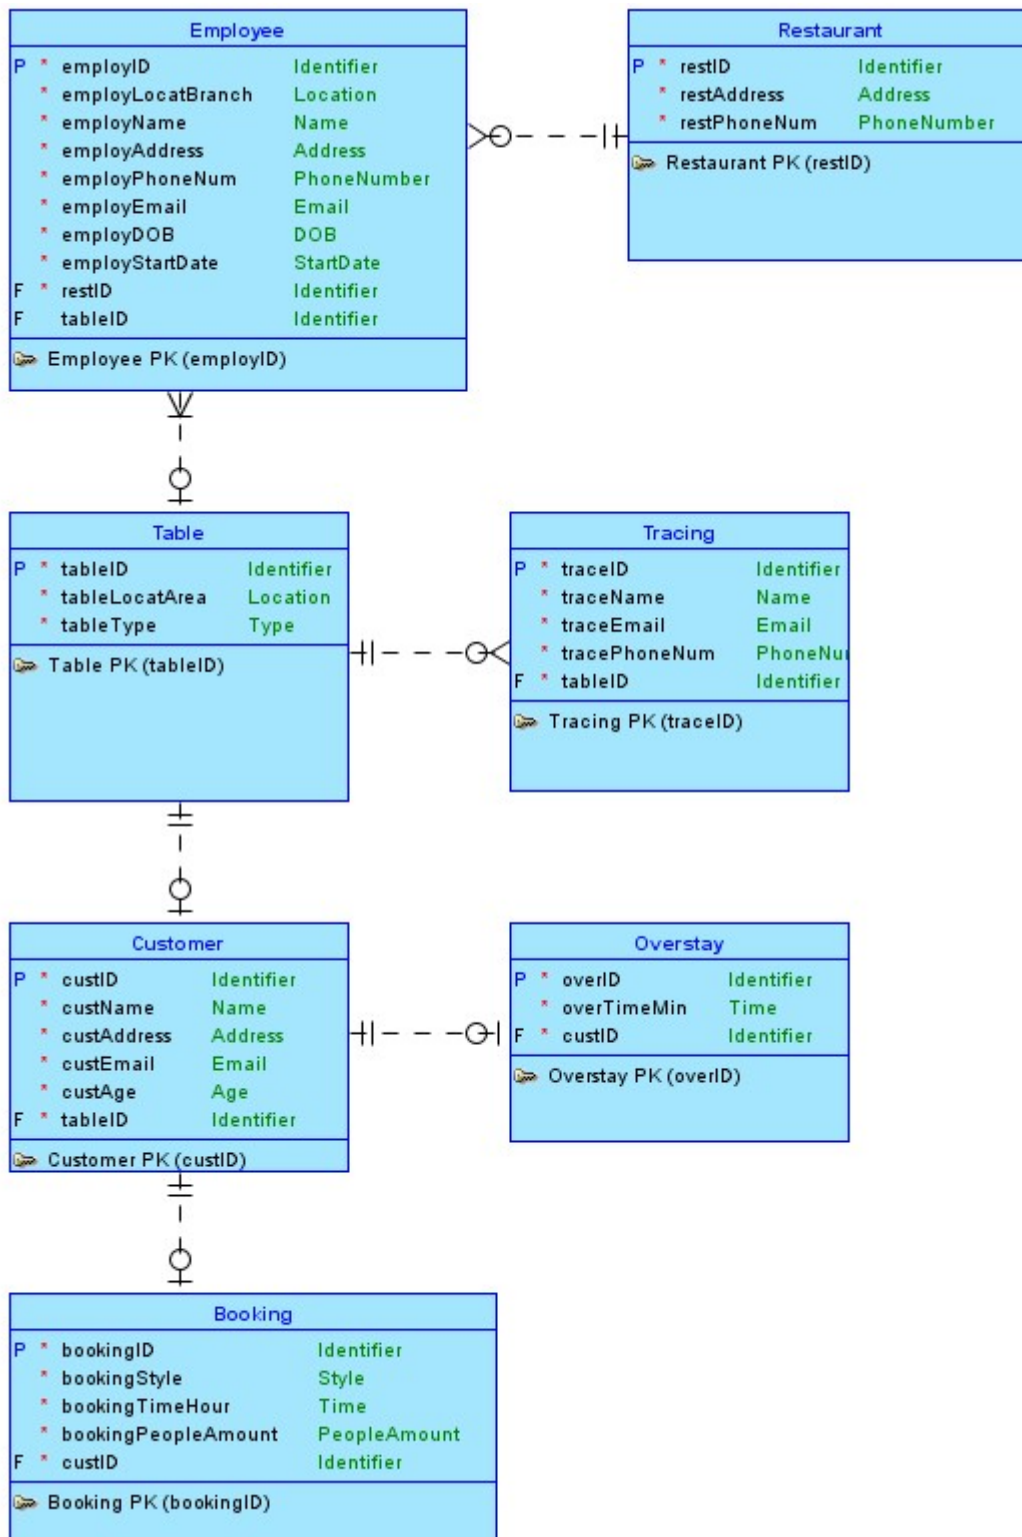 Employee
P * employID Identifier
* employLocatBranch Location
* employName Name
* employAddress Address
* employPhoneNum PhoneNumber
* employEmail Email
* employDOB DOB
* employStartDate StartDate
F * restID Identifier
F tableID Identifier
Employee PK (employID)
Restaurant
P * restID Identifier
* restAddress Address
* restPhoneNum PhoneNumber
Restaurant PK (restID)
Table
P * tableID Identifier
* tableLocatArea Location
* tableType Type
Table PK (tableID)
Tracing
P * traceID Identifier
* traceName Name
* traceEmail Email
* tracePhoneNum PhoneNu
F * tableID Identifier
Tracing PK (traceID)
Customer
P * custID Identifier
* custName Name
* custAddress Address
* custEmail Email
* custAge Age
F * tableID Identifier
Customer PK (custID)
Overstay
P * overID Identifier
* overTimeMin Time
F * custID Identifier
Overstay PK (overID)
Booking
P * bookingID Identifier
* bookingStyle Style
* bookingTimeHour Time
* bookingPeopleAmount PeopleAmount
F * custID Identifier
Booking PK (bookingID)